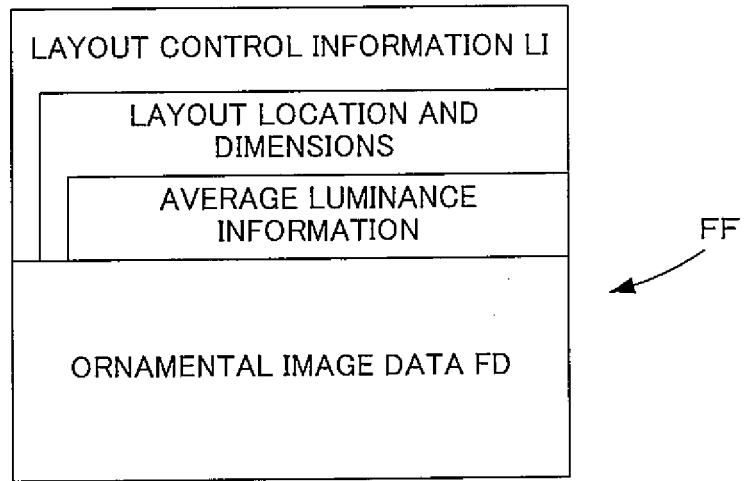 LAYOUT CONTROL INFORMATION LI
LAYOUT LOCATION AND
DIMENSIONS
AVERAGE LUMINANCE
INFORMATION
FF
ORNAMENTAL IMAGE DATA FD